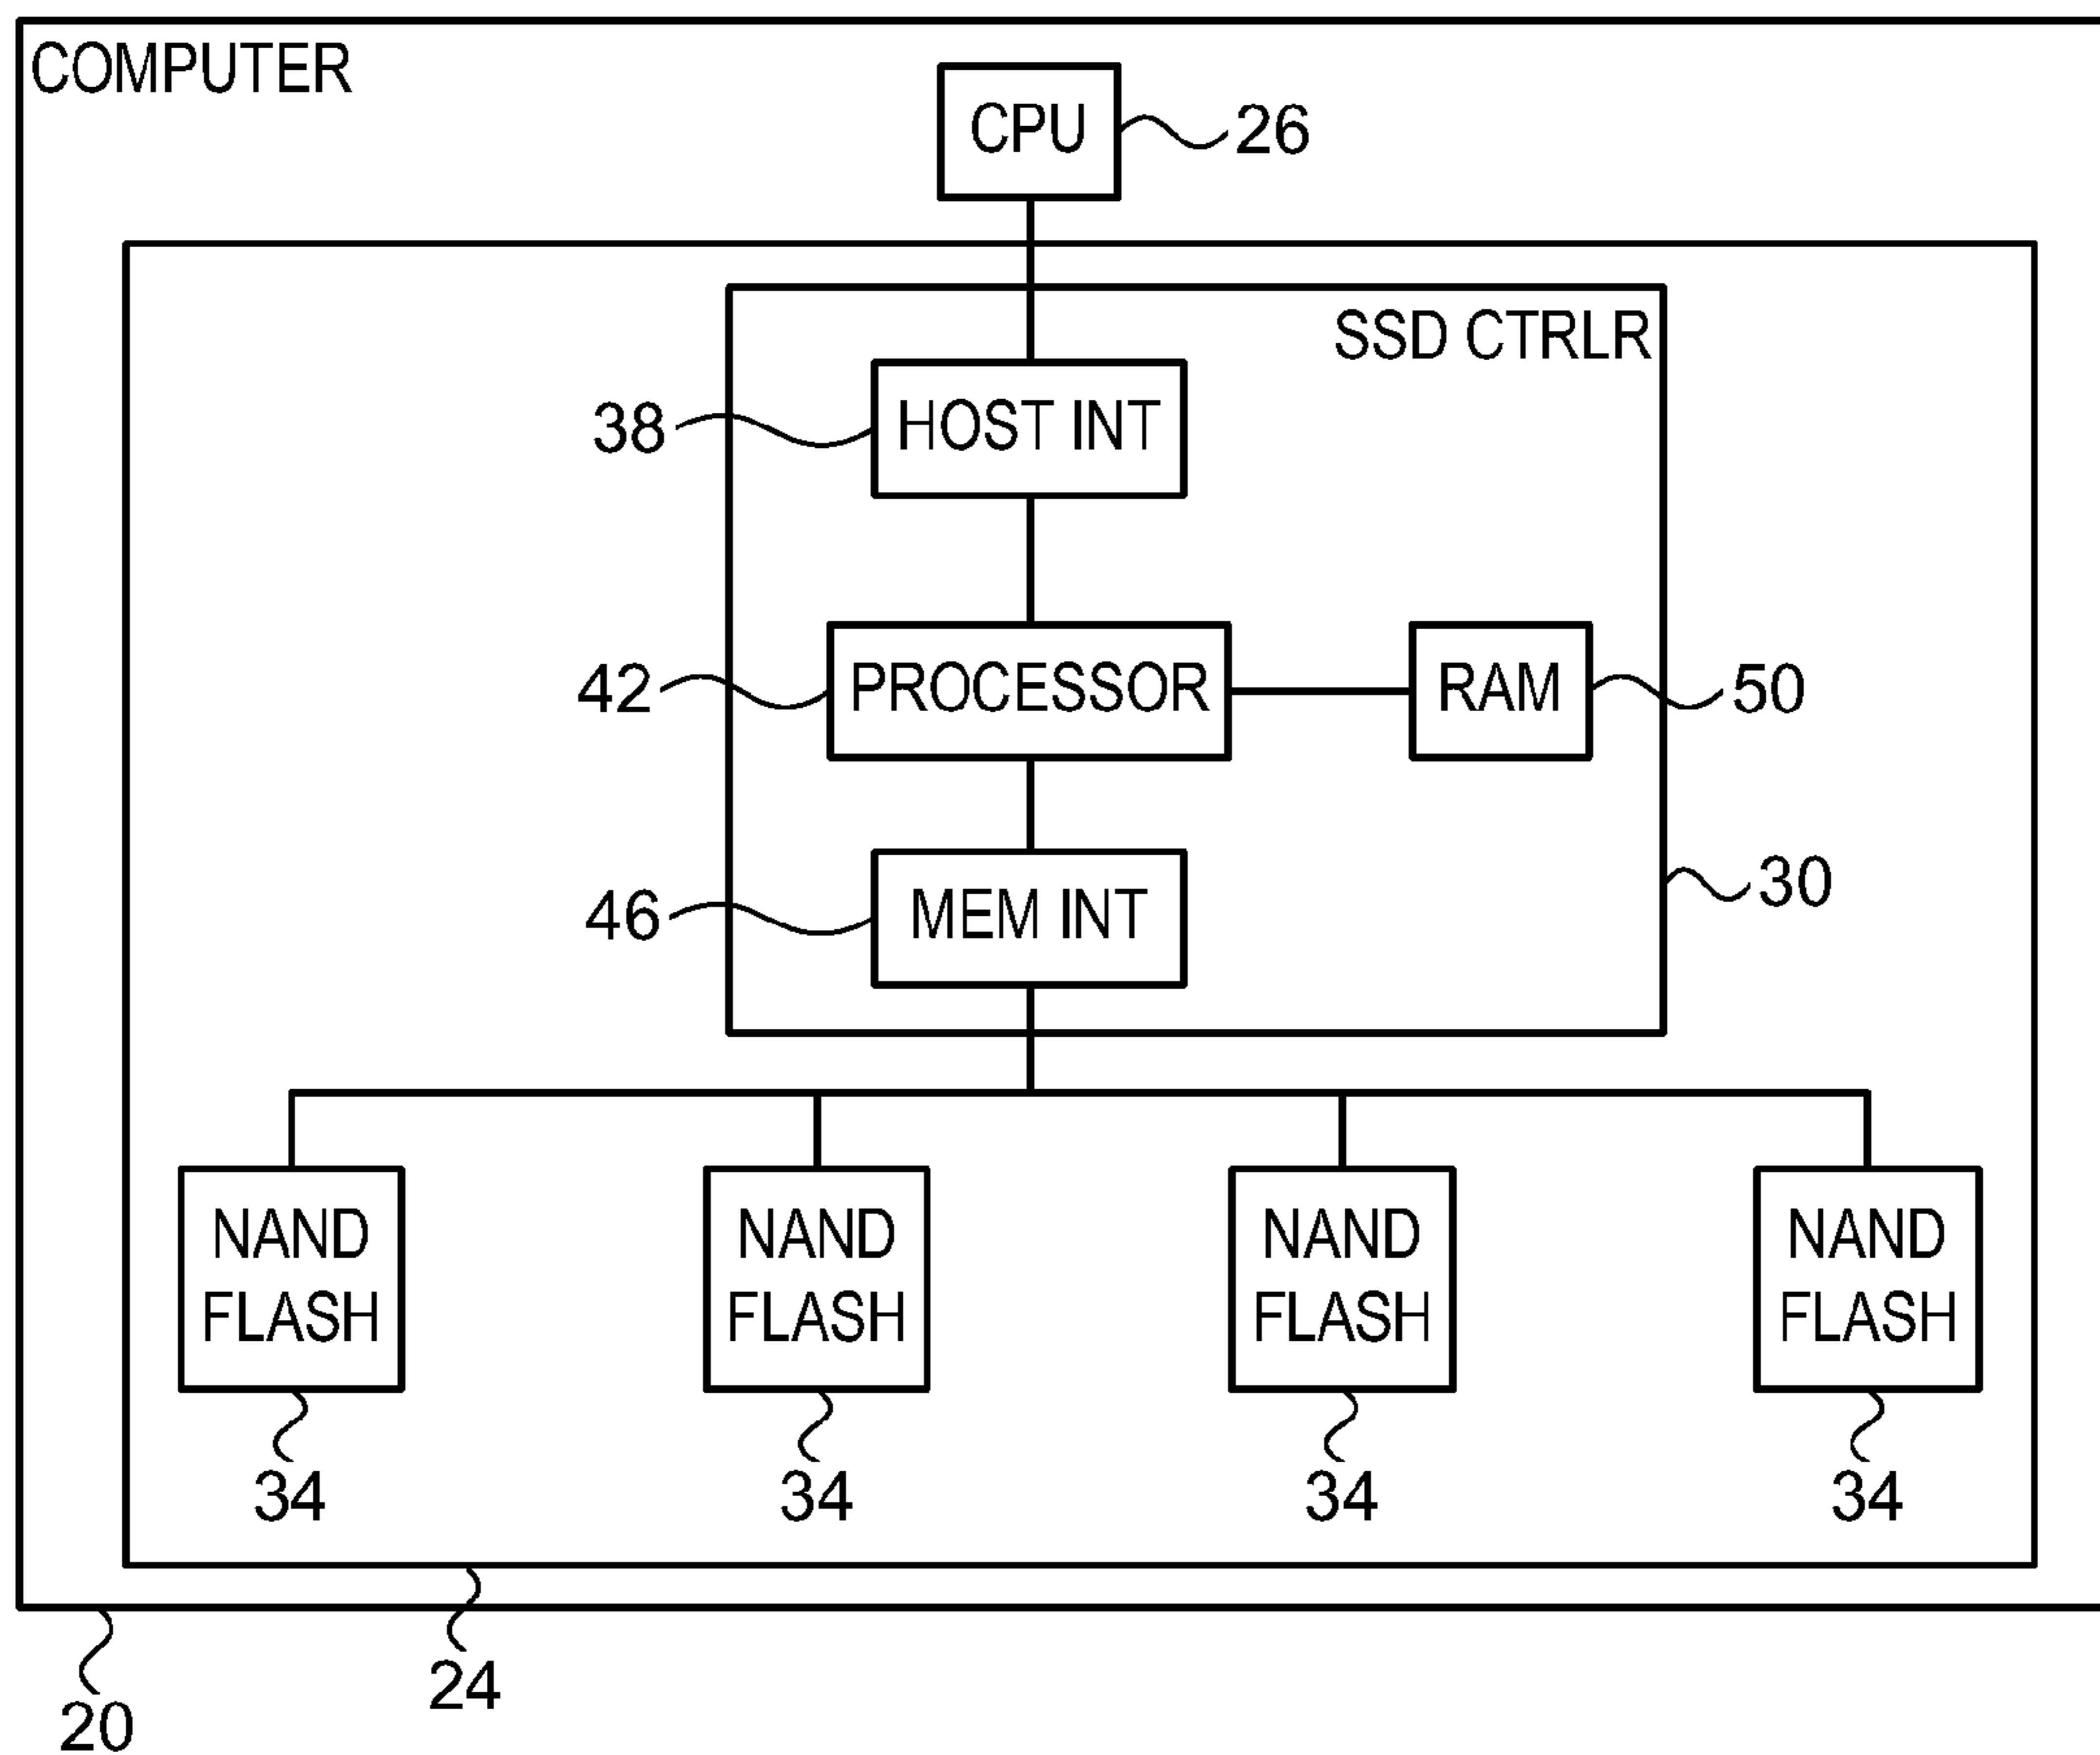 COMPUTER
CPU
26
SSD CTRLR
38
HOST INT
42
PROCESSOR
RAM
50
46
MEM INT
30
NAND
FLASH
NAND
FLASH
NAND
FLASH
NAND
FLASH
34
34
34
34
24
20